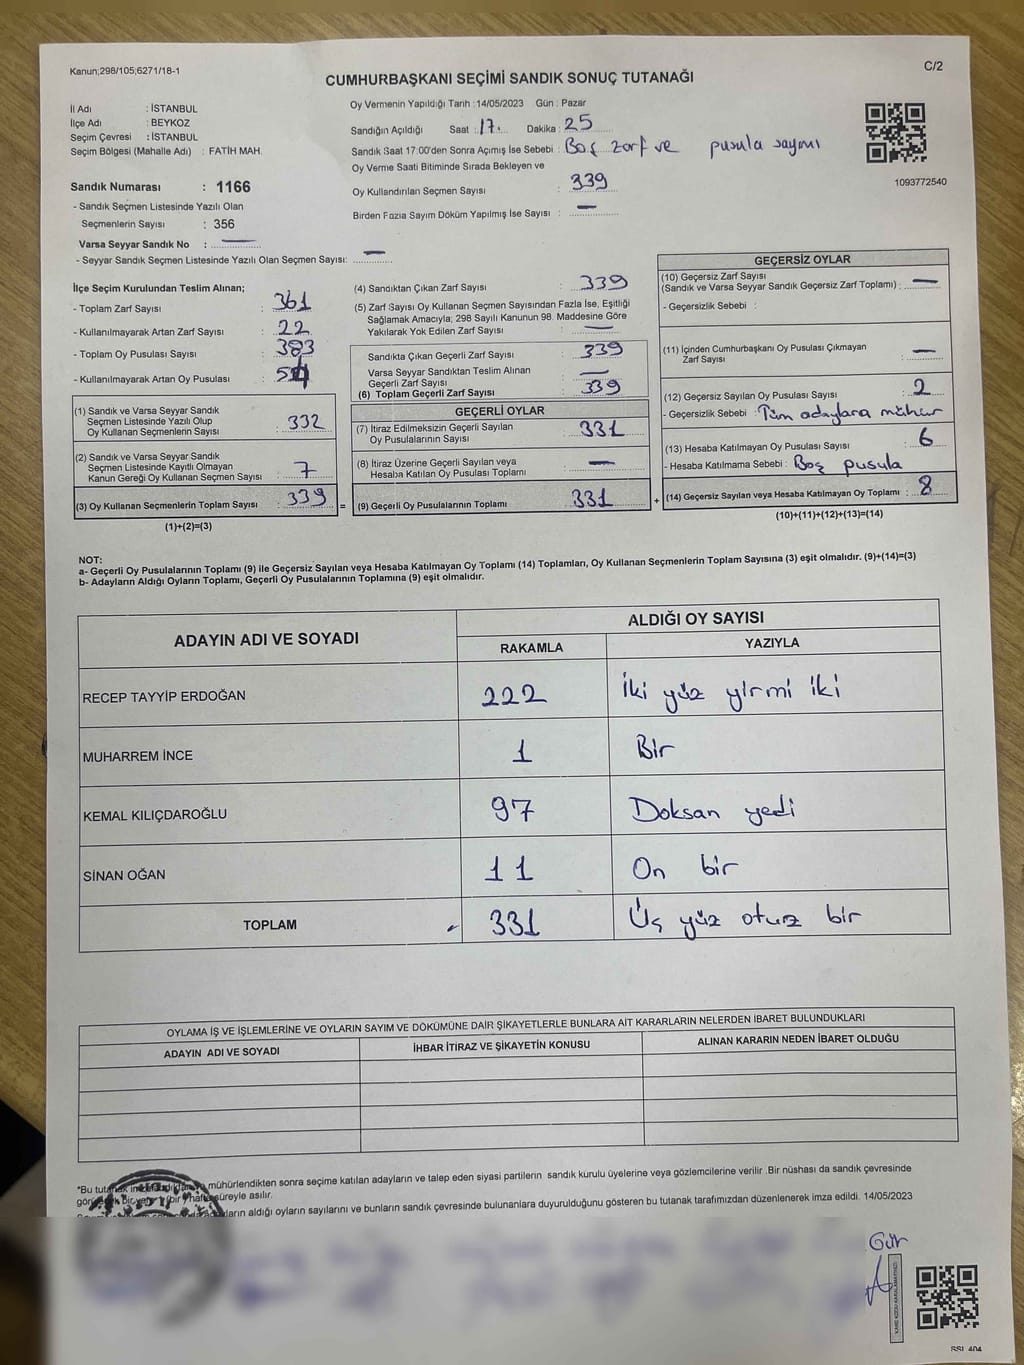 Kanun;298/105;6271/18-1
C/2
CUMHURBAŞKANI SEÇİMİ SANDIK SONUÇ TUTANAĞI
İl Adı : İSTANBUL
İlçe Adı : BEYKOZ
Seçim Çevresi : İSTANBUL
Seçim Bölgesi (Mahalle Adı) : FATİH MAH.
Sandık Numarası : 1166
- Sandık Seçmen Listesinde Yazılı Olan
Seçmenlerin Sayısı : 356
Varsa Seyyar Sandık No : —
- Seyyar Sandık Seçmen Listesinde Yazılı Olan Seçmen Sayısı: —
Oy Vermenin Yapıldığı Tarih : 14/05/2023 Gün : Pazar
Sandığın Açıldığı Saat : 17. Dakika : 25
Sandık Saat 17:00'den Sonra Açımış İse Sebebi : Boş zarf ve pusula sayımı
Oy Verme Saati Bitiminde Sırada Bekleyen ve
Oy Kullandırılan Seçmen Sayısı : 339
Birden Fazla Sayım Döküm Yapılmış İse Sayısı : —
1093772540
İlçe Seçim Kurulundan Teslim Alınan;
- Toplam Zarf Sayısı : 361
- Kullanılmayarak Artan Zarf Sayısı : 22
- Toplam Oy Pusulası Sayısı : 383
- Kullanılmayarak Artan Oy Pusulası :
(1) Sandık ve Varsa Seyyar Sandık
Seçmen Listesinde Yazılı Olup
Oy Kullanan Seçmenlerin Sayısı : 332
(2) Sandık ve Varsa Seyyar Sandık
Seçmen Listesinde Kayıtlı Olmayan
Kanun Gereği Oy Kullanan Seçmen Sayısı : 7
(3) Oy Kullanan Seçmenlerin Toplam Sayısı : 339 =
(1)+(2)=(3)
(4) Sandıktan Çıkan Zarf Sayısı : 339
(5) Zarf Sayısı Oy Kullanan Seçmen Sayısından Fazla İse, Eşitliği
Sağlamak Amacıyla; 298 Sayılı Kanunun 98. Maddesine Göre
Yakılarak Yok Edilen Zarf Sayısı : —
Sandıkta Çıkan Geçerli Zarf Sayısı : 339
Varsa Seyyar Sandıktan Teslim Alınan
Geçerli Zarf Sayısı : —
(6) Toplam Geçerli Zarf Sayısı : 339
GEÇERLİ OYLAR
(7) İtiraz Edilmeksizin Geçerli Sayılan
Oy Pusulalarının Sayısı : 331
(8) İtiraz Üzerine Geçerli Sayılan veya
Hesaba Katılan Oy Pusulası Toplamı : —
(9) Geçerli Oy Pusulalarının Toplamı : 331 +
GEÇERSİZ OYLAR
(10) Geçersiz Zarf Sayısı
(Sandık ve Varsa Seyyar Sandık Geçersiz Zarf Toplamı) : —
- Geçersizlik Sebebi :
(11) İçinden Cumhurbaşkanı Oy Pusulası Çıkmayan
Zarf Sayısı : —
(12) Geçersiz Sayılan Oy Pusulası Sayısı : 2
- Geçersizlik Sebebi : Tüm adaylara mühür
(13) Hesaba Katılmayan Oy Pusulası Sayısı : 6
- Hesaba Katılmama Sebebi : Boş pusula
(14) Geçersiz Sayılan veya Hesaba Katılmayan Oy Toplamı : 8
(10)+(11)+(12)+(13)=(14)
NOT:
a- Geçerli Oy Pusulalarının Toplamı (9) ile Geçersiz Sayılan veya Hesaba Katılmayan Oy Toplamı (14) Toplamları, Oy Kullanan Seçmenlerin Toplam Sayısına (3) eşit olmalıdır. (9)+(14)=(3)
b- Adayların Aldığı Oyların Toplamı, Geçerli Oy Pusulalarının Toplamına (9) eşit olmalıdır.
ADAYIN ADI VE SOYADI
ALDIĞI OY SAYISI
RAKAMLA YAZIYLA
RECEP TAYYİP ERDOĞAN 222 İki yüz yirmi iki
MUHARREM İNCE 1 Bir
KEMAL KILIÇDAROĞLU 97 Doksan yedi
SİNAN OĞAN 11 On bir
TOPLAM 331 Üç yüz otuz bir
OYLAMA İŞ VE İŞLEMLERİNE VE OYLARIN SAYIM VE DÖKÜMÜNE DAİR ŞİKAYETLERLE BUNLARA AİT KARARLARIN NELERDEN İBARET BULUNDUKLARI
ADAYIN ADI VE SOYADI İHBAR İTİRAZ VE ŞİKAYETİN KONUSU ALINAN KARARIN NEDEN İBARET OLDUĞU
*Bu mühürlendikten sonra seçime katılan adayların ve talep eden siyasi partilerin sandık kurulu üyelerine veya gözlemcilerine verilir .Bir nüshası da sandık çevresinde
süreyle asılır.
aldığı oyların sayılarını ve bunların sandık çevresinde bulunanlara duyurulduğunu gösteren bu tutanak tarafımızdan düzenlenerek imza edildi. 14/05/2023